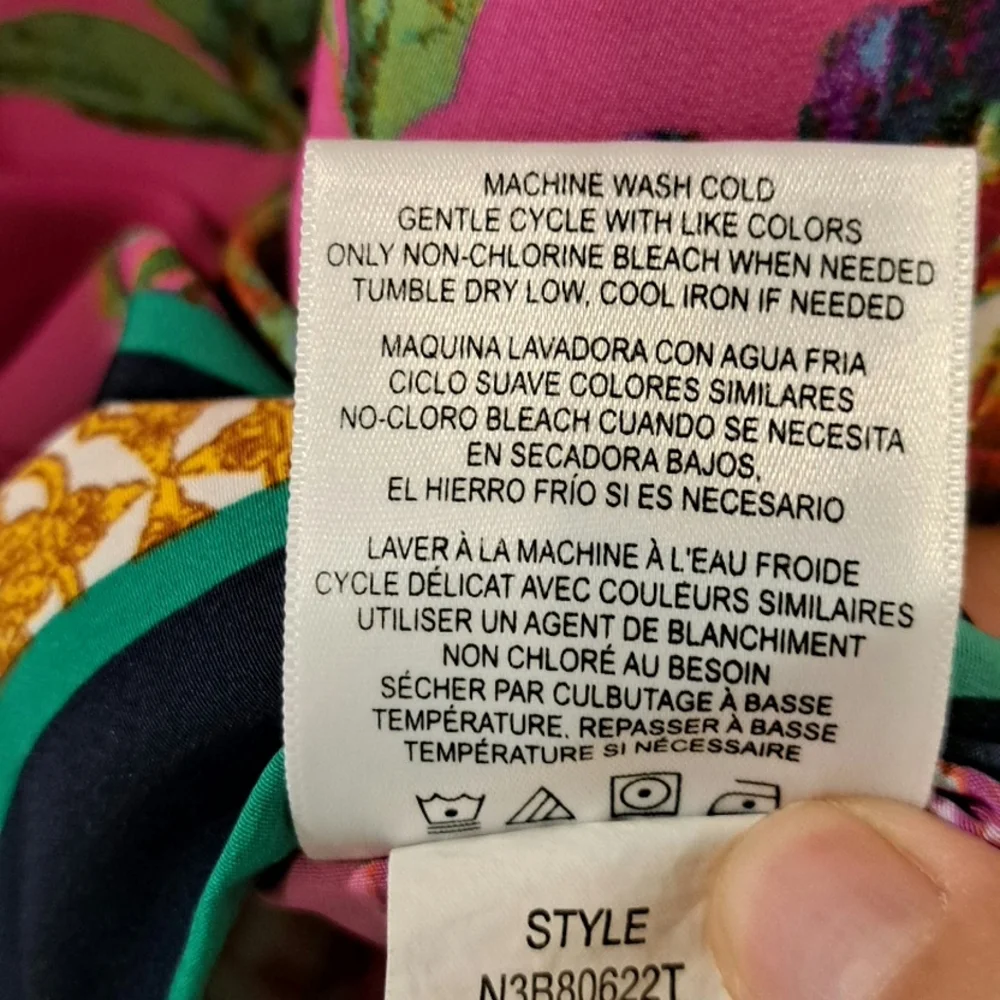 MACHINE WASH COLD
GENTLE CYCLE WITH LIKE COLORS
ONLY NON-CHLORINE BLEACH WHEN NEEDED
TUMBLE DRY LOW, COOL IRON IF NEEDED
MAQUINA LAVADORA CON AGUA FRIA
CICLO SUAVE COLORES SIMILARES
NO-CLORO BLEACH CUANDO SE NECESITA
EN SECADORA BAJOS,
EL HIERRO FRÍO SI ES NECESARIO
LAVER À LA MACHINE À L'EAU FROIDE
CYCLE DÉLICAT AVEC COULEURS SIMILAIRES
UTILISER UN AGENT DE BLANCHIMENT
NON CHLORÉ AU BESOIN
SÉCHER PAR CULBUTAGE À BASSE
TEMPÉRATURE. REPASSER À BASSE
TEMPÉRATURE SI NÉCESSAIRE
STYLE
N3B80622T